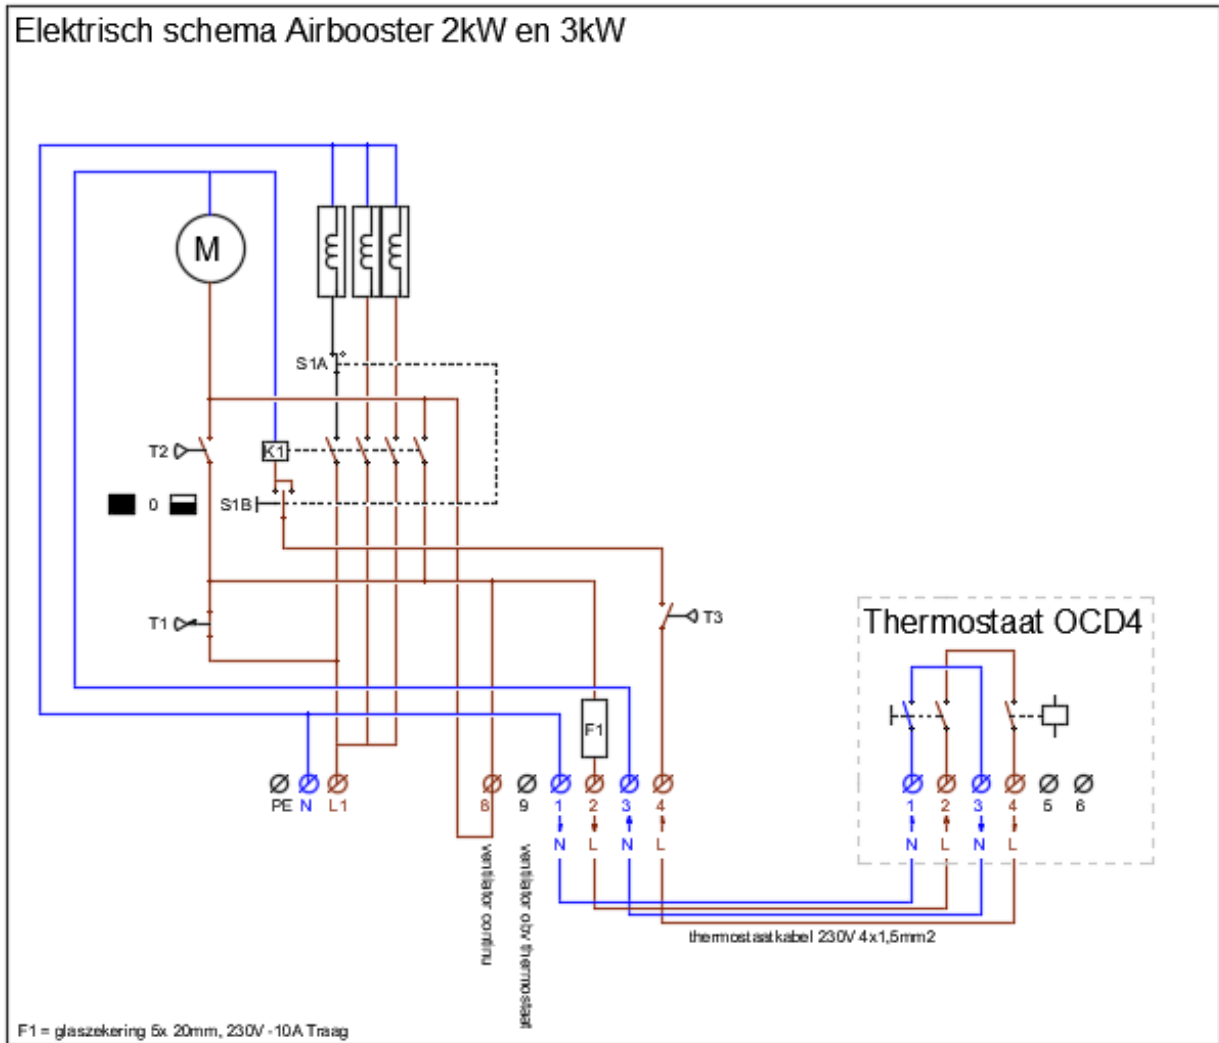 Elektrisch schema Airbooster 2kW en 3kW
M
S1A
T2
K1
0
S1B
T1
T3
Thermostaat OCD4
F1
PE N L1 8 9 1 2 3 4
1 2 3 4 5 6
N L N L
N L N L
ventilator continu
ventilator obv thermostaat
thermostaatkabel 230V 4x1,5mm2
F1 = glaszekering 5x 20mm, 230V -10A Traag